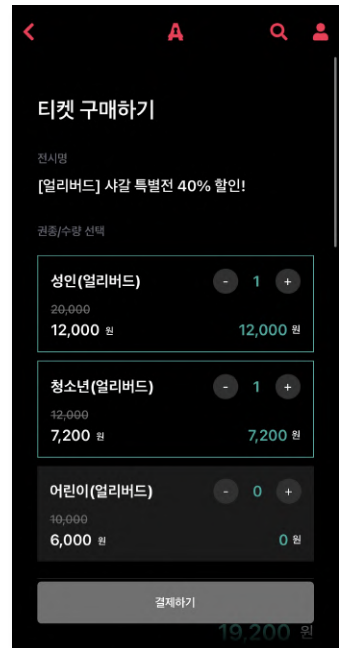 A
티켓 구매하기
전시명
[얼리버드] 샤갈 특별전 40% 할인!
권종/수량 선택
성인(얼리버드) - 1 +
20,000
12,000 원 12,000 원
청소년(얼리버드) - 1 +
12,000
7,200 원 7,200 원
어린이(얼리버드) - 0 +
10,000
6,000 원 0 원
결제하기
19,200 원